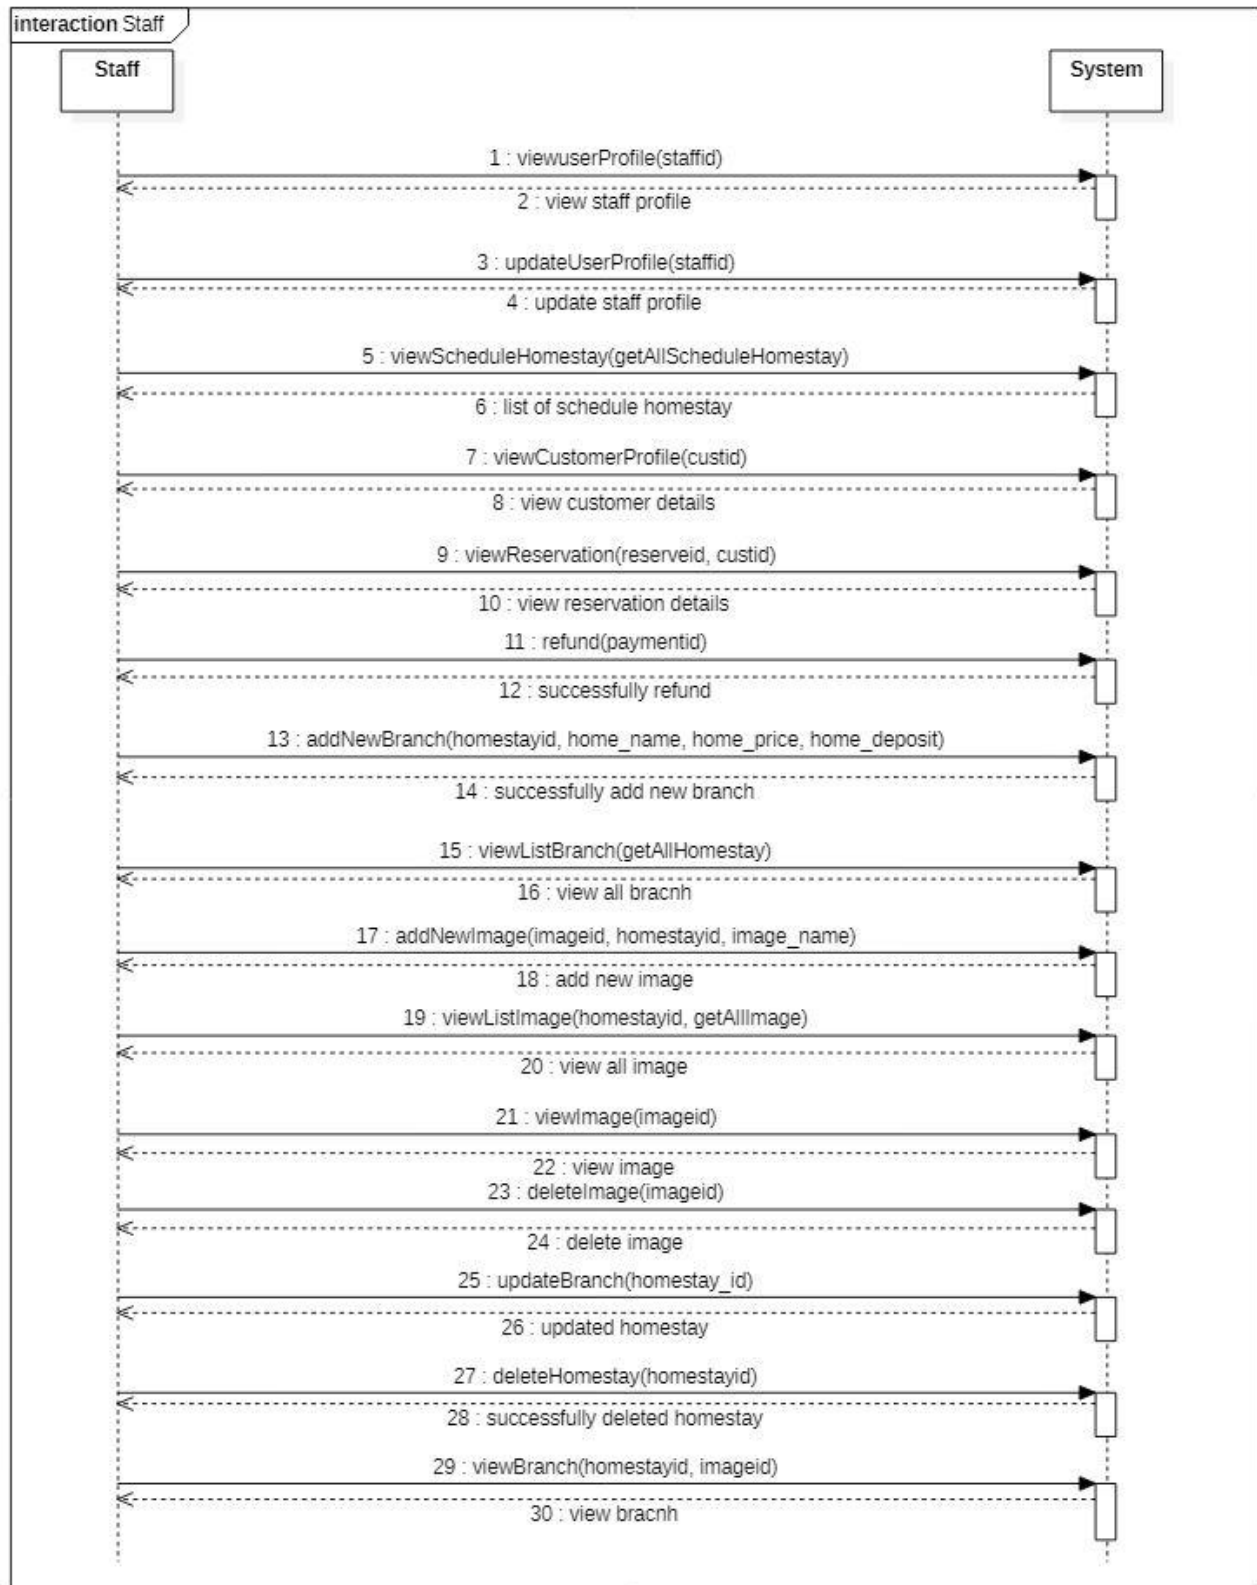 interaction Staff
Staff
System
1 : viewuserProfile(staffid)
2 : view staff profile
3 : updateUserProfile(staffid)
4 : update staff profile
5 : viewScheduleHomestay(getAllScheduleHomestay)
6 : list of schedule homestay
7 : viewCustomerProfile(custid)
8 : view customer details
9 : viewReservation(reserveid, custid)
10 : view reservation details
11 : refund(paymentid)
12 : successfully refund
13 : addNewBranch(homestayid, home_name, home_price, home_deposit)
14 : successfully add new branch
15 : viewListBranch(getAllHomestay)
16 : view all bracnh
17 : addNewImage(imageid, homestayid, image_name)
18 : add new image
19 : viewListImage(homestayid, getAllImage)
20 : view all image
21 : viewImage(imageid)
22 : view image
23 : deleteImage(imageid)
24 : delete image
25 : updateBranch(homestay_id)
26 : updated homestay
27 : deleteHomestay(homestayid)
28 : successfully deleted homestay
29 : viewBranch(homestayid, imageid)
30 : view bracnh